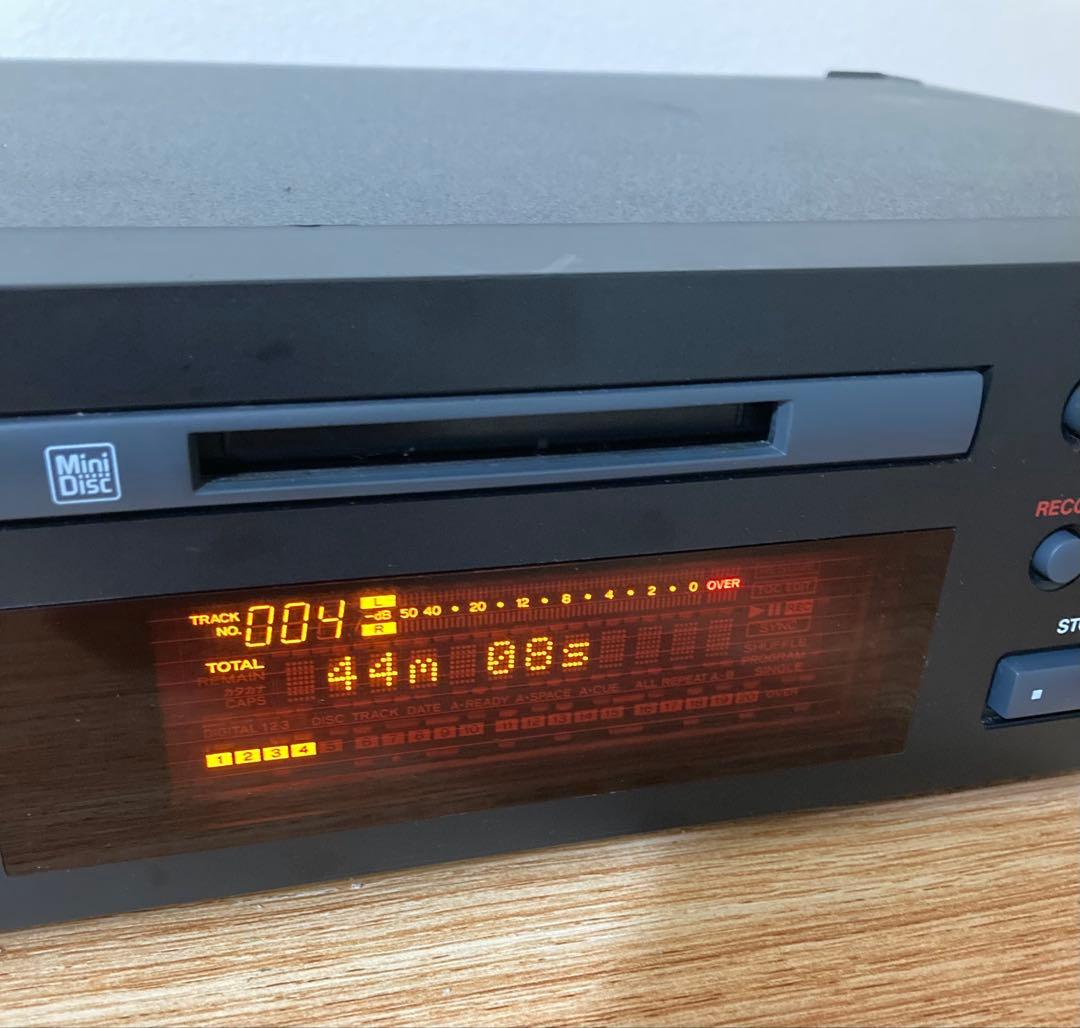 Mini
Disc
RECO
TRACK
NO. 004
L
-dB
R
50 40 • 20 • 12 • 8 • 4 • 2 • 0 OVER
TOC EDIT
REC
SYNC
STO
TOTAL
REMAIN
44m 08s
SHUFFLE
SINGLE
カタカナ
CAPS
DIGITAL 1 2 3 DISC TRACK DATE A-READY A-SPACE A-CUE ALL REPEAT A-B
1 2 3 4 5 6 7 8 9 10 11 12 13 14 15 16 17 18 19 20 OVER